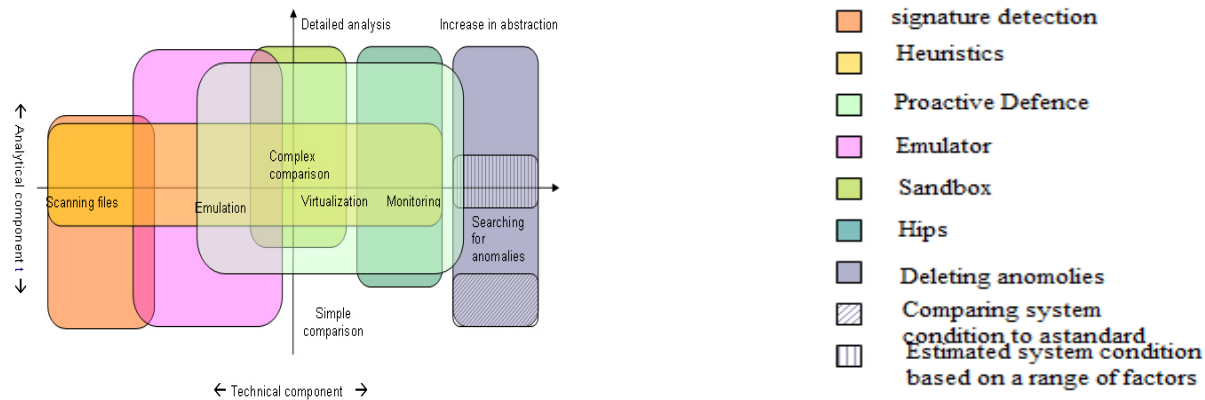 Detailed analysis
Increase in abstraction
← Analytical component t →
Complex
comparison
Scanning files
Emulation
Virtualization
Monitoring
Searching
for
anomalies
Simple
comparison
← Technical component →
signature detection
Heuristics
Proactive Defence
Emulator
Sandbox
Hips
Deleting anomolies
Comparing system
condition to astandard
Estimated system condition
based on a range of factors